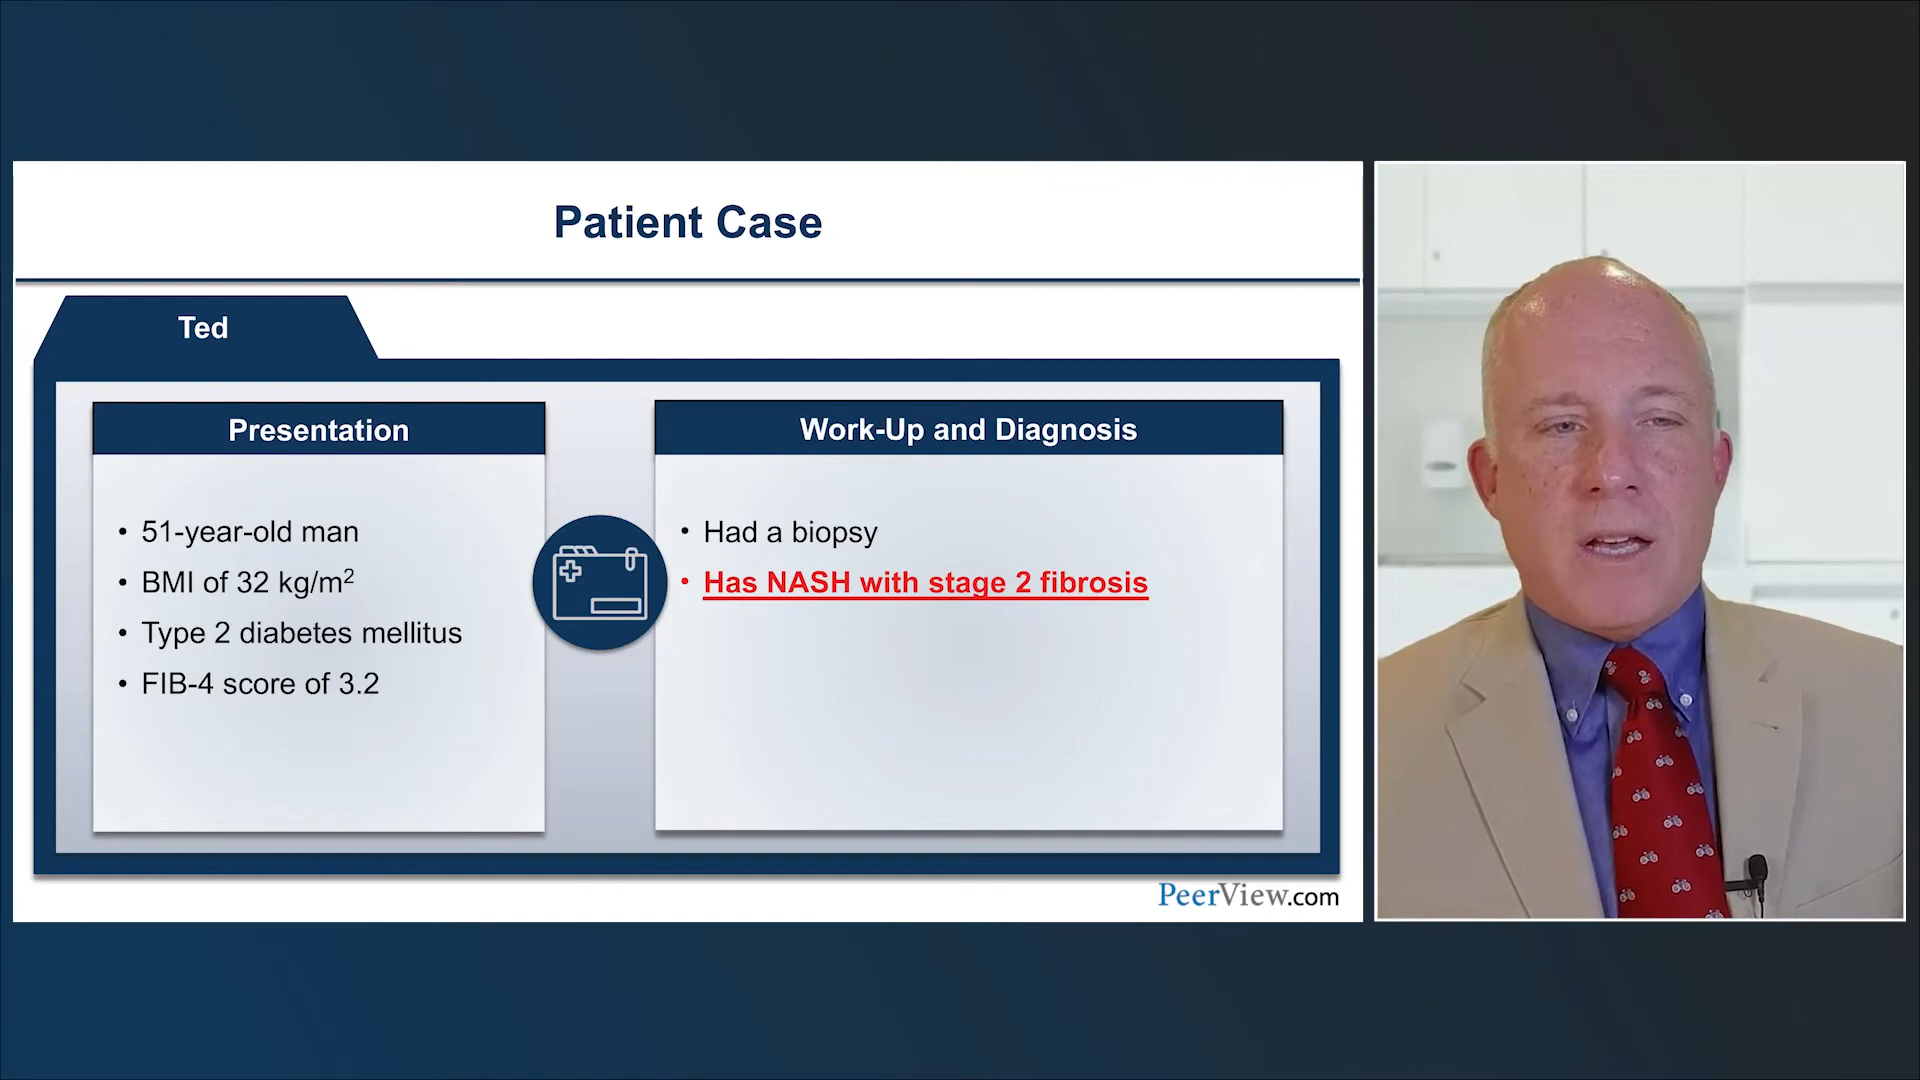 Patient Case
Ted
Presentation
• 51-year-old man
• BMI of 32 kg/m²
• Type 2 diabetes mellitus
• FIB-4 score of 3.2
Work-Up and Diagnosis
• Had a biopsy
• Has NASH with stage 2 fibrosis
PeerView.com